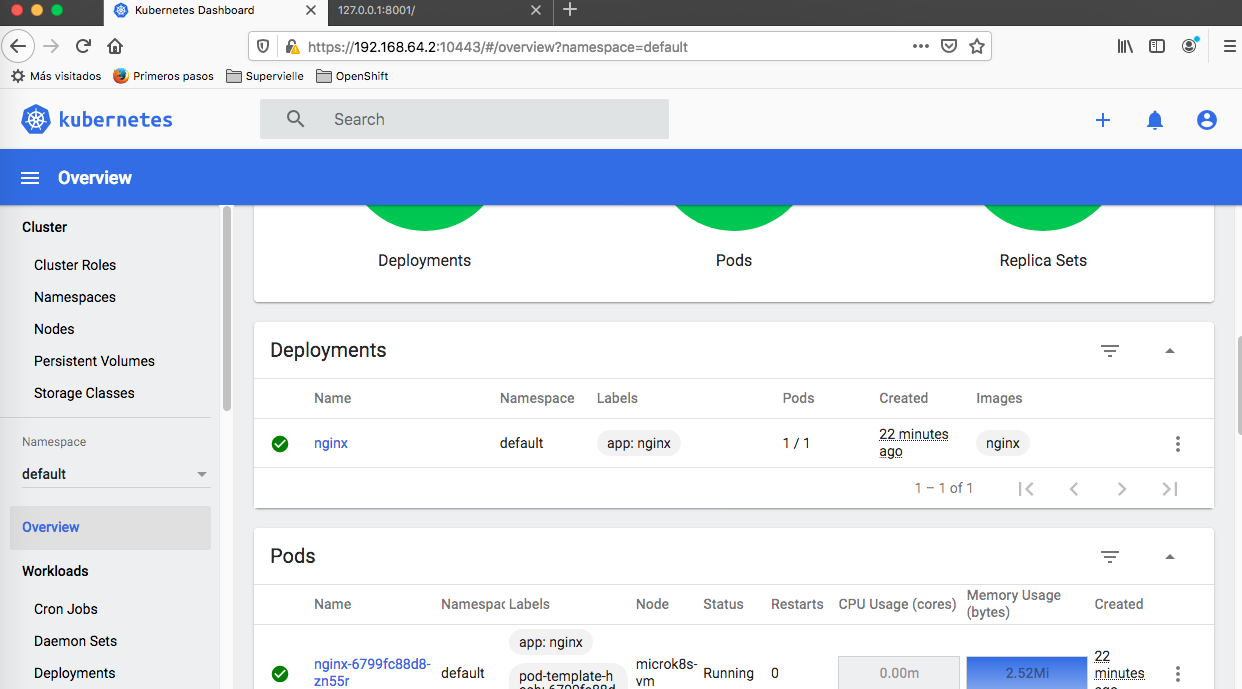 Kubernetes Dashboard
127.0.0.1:8001/
https://192.168.64.2:10443/#/overview?namespace=default
Más visitados
Primeros pasos
Supervielle
OpenShift
kubernetes
Search
Overview
Cluster
Cluster Roles
Namespaces
Nodes
Persistent Volumes
Storage Classes
Namespace
default
Overview
Workloads
Cron Jobs
Daemon Sets
Deployments
Deployments
Pods
Replica Sets
Deployments
Name Namespace Labels Pods Created Images
nginx default app: nginx 1 / 1 22 minutes ago nginx
1 – 1 of 1
Pods
Name Namespac Labels Node Status Restarts CPU Usage (cores) Memory Usage (bytes) Created
app: nginx
nginx-6799fc88d8-zn55r default pod-template-h microk8s-vm Running 0 0.00m 2.52Mi 22 minutes